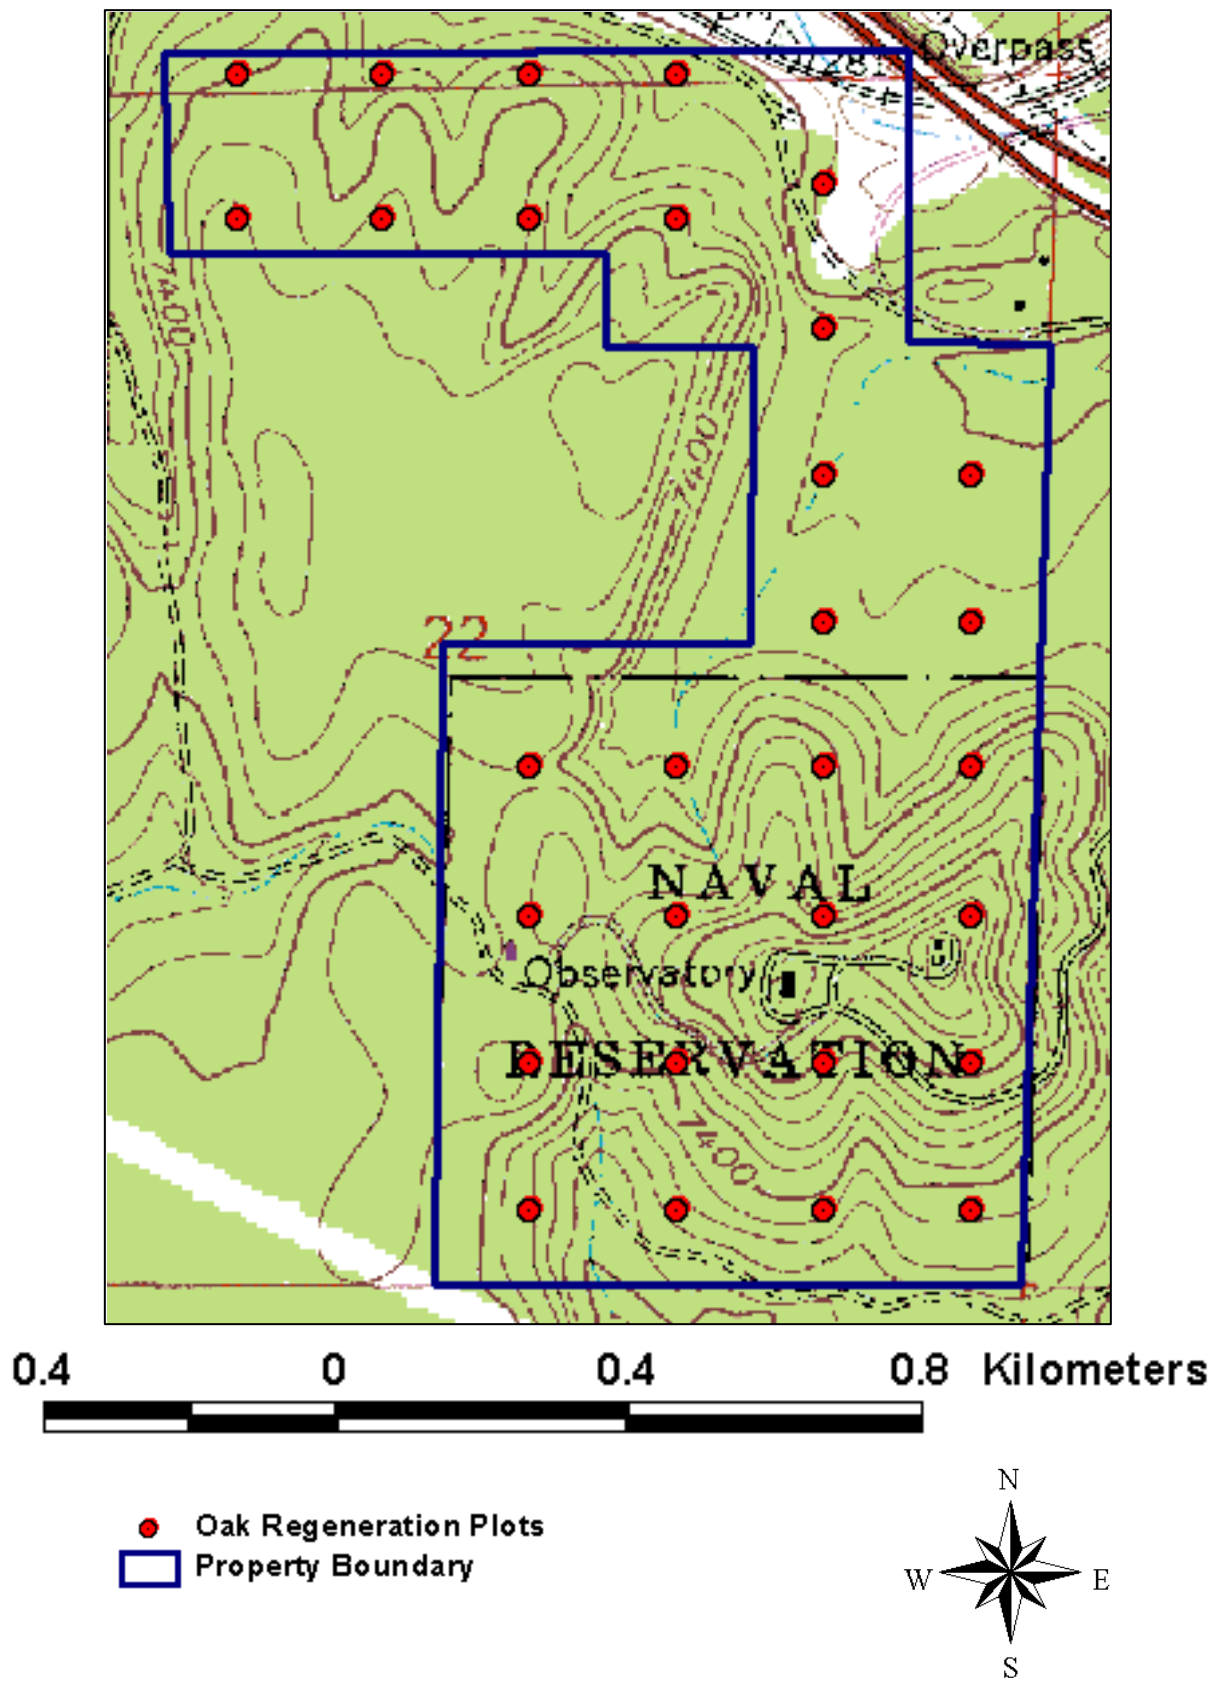 Overpass
7400
7400
22
NAVAL
Observatory
RESERVATION
7400
0.4 0 0.4 0.8 Kilometers
Oak Regeneration Plots
Property Boundary
N
W E
S